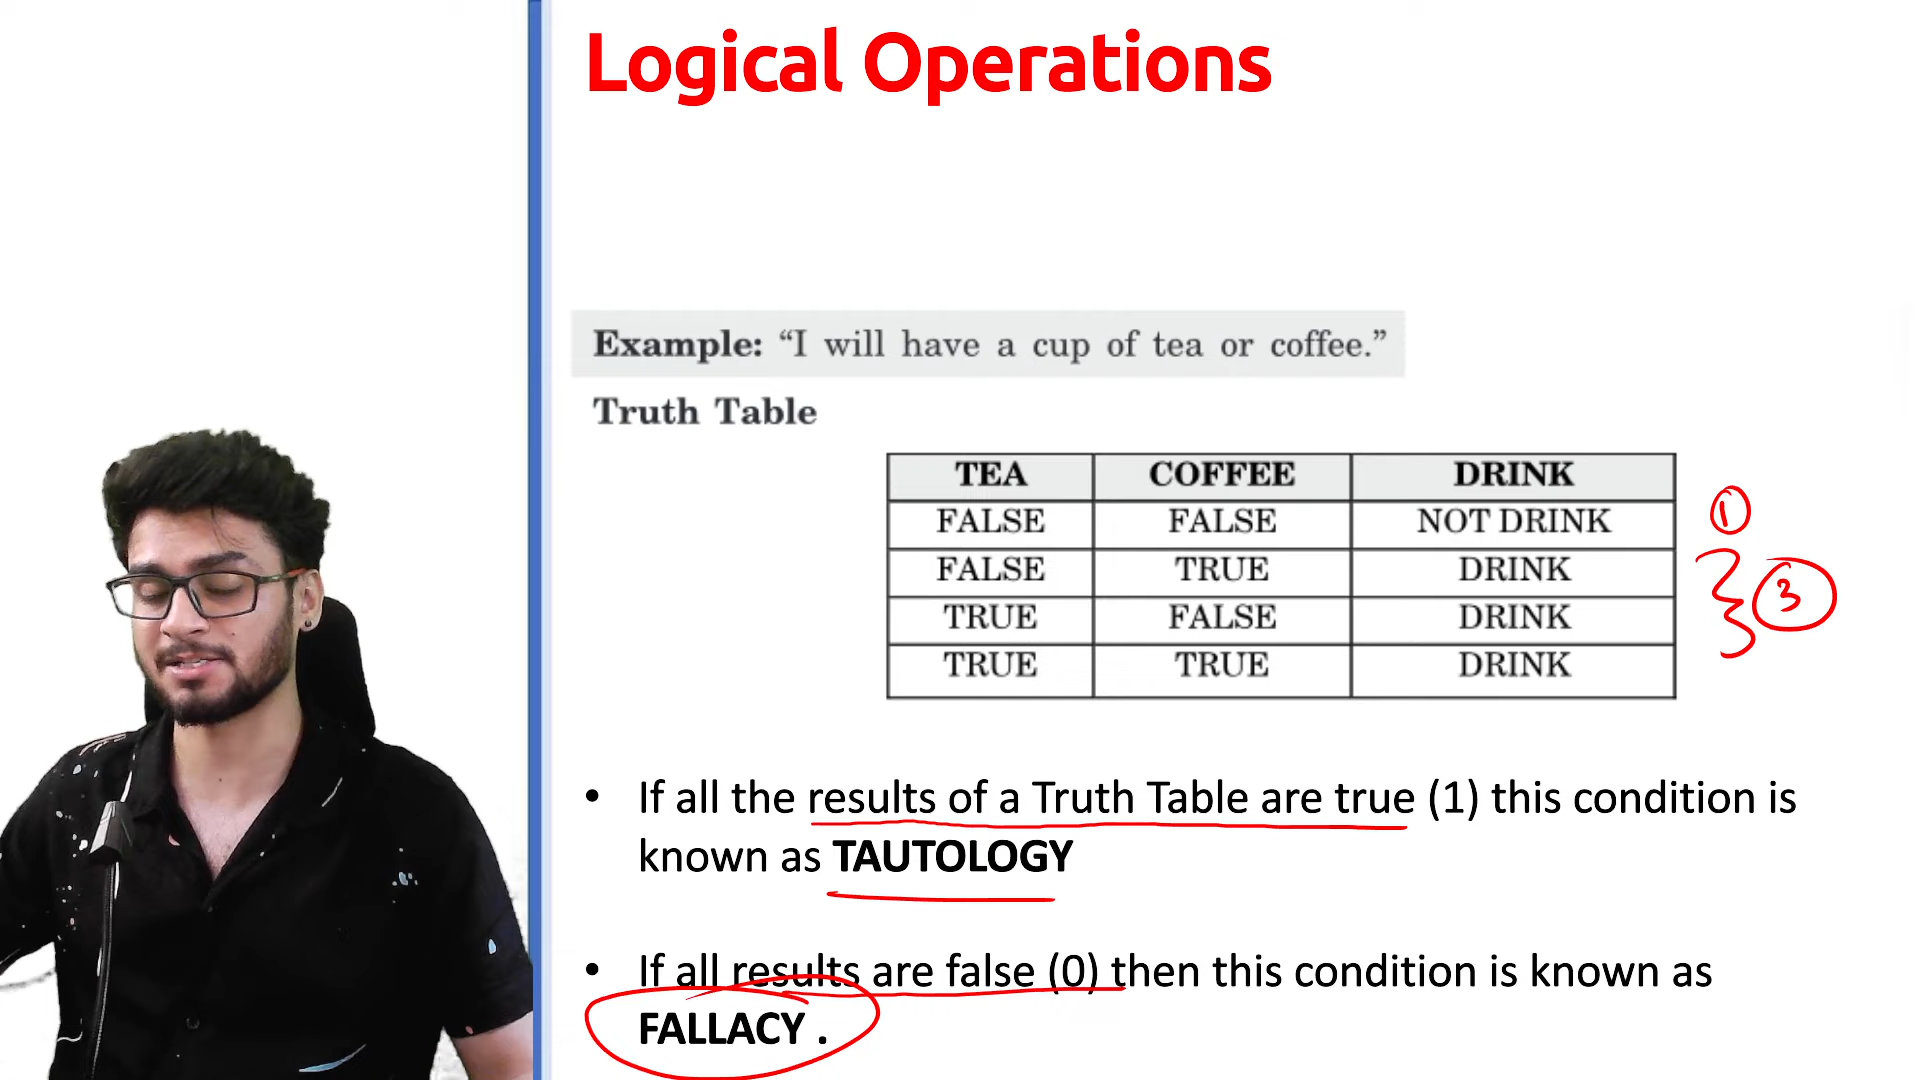 Logical Operations
Example: “I will have a cup of tea or coffee.”
Truth Table
TEA COFFEE DRINK
FALSE FALSE NOT DRINK
1
FALSE TRUE DRINK
3
TRUE FALSE DRINK
TRUE TRUE DRINK
• If all the results of a Truth Table are true (1) this condition is
known as TAUTOLOGY
• If all results are false (0) then this condition is known as
FALLACY .